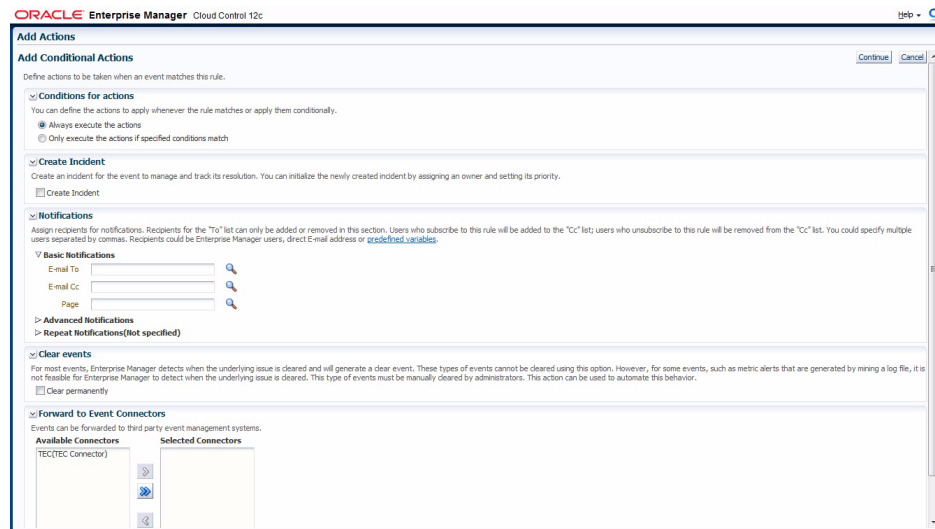 ORACLE Enterprise Manager Cloud Control 12c
Help
Add Actions
Add Conditional Actions
Continue Cancel
Define actions to be taken when an event matches this rule.
Conditions for actions
You can define the actions to apply whenever the rule matches or apply them conditionally.
Always execute the actions
Only execute the actions if specified conditions match
Create Incident
Create an incident for the event to manage and track its resolution. You can initialize the newly created incident by assigning an owner and setting its priority.
Create Incident
Notifications
Assign recipients for notifications. Recipients for the "To" list can only be added or removed in this section. Users who subscribe to this rule will be added to the "Cc" list; users who unsubscribe to this rule will be removed from the "Cc" list. You could specify multiple
users separated by commas. Recipients could be Enterprise Manager users, direct E-mail address or predefined variables.
Basic Notifications
E-mail To
E-mail Cc
Page
Advanced Notifications
Repeat Notifications(Not specified)
Clear events
For most events, Enterprise Manager detects when the underlying issue is cleared and will generate a clear event. These types of events cannot be cleared using this option. However, for some events, such as metric alerts that are generated by mining a log file, it is
not feasible for Enterprise Manager to detect when the underlying issue is cleared. This type of events must be manually cleared by administrators. This action can be used to automate this behavior.
Clear permanently
Forward to Event Connectors
Events can be forwarded to third party event management systems.
Available Connectors Selected Connectors
TEC(TEC Connector)